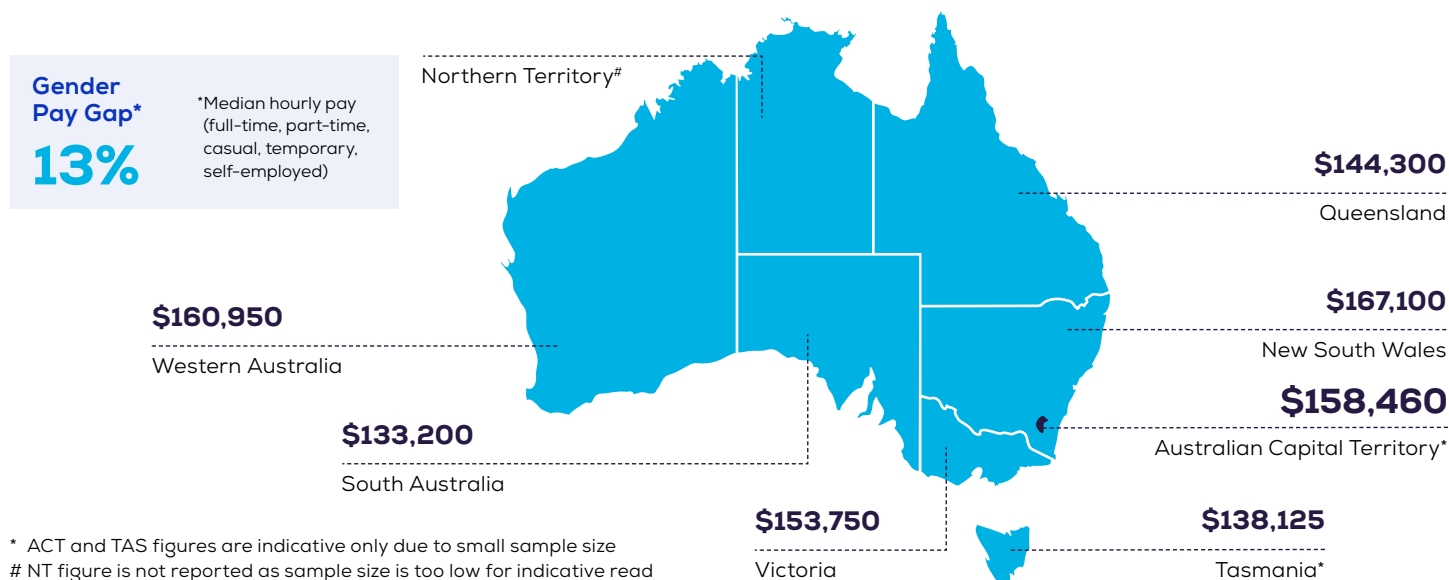 Gender
Pay Gap*
13%
*Median hourly pay
(full-time, part-time,
casual, temporary,
self-employed)
Northern Territory#
$144,300
Queensland
$160,950
Western Australia
$167,100
New South Wales
$158,460
Australian Capital Territory*
$133,200
South Australia
$153,750
Victoria
$138,125
Tasmania*
* ACT and TAS figures are indicative only due to small sample size
# NT figure is not reported as sample size is too low for indicative read